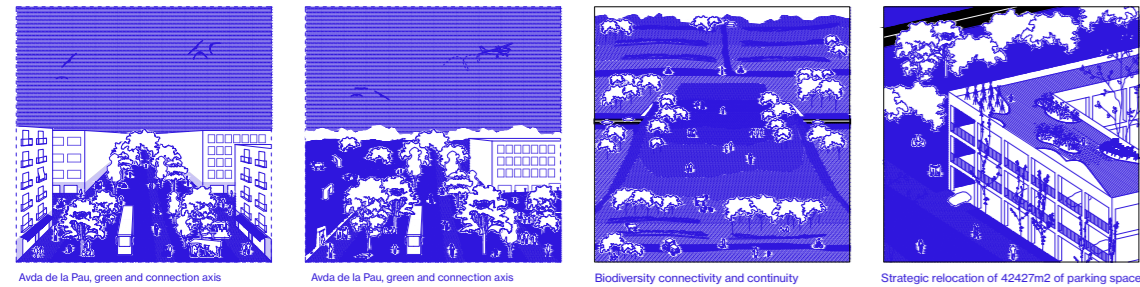 Avda de la Pau, green and connection axis
Avda de la Pau, green and connection axis
Biodiversity connectivity and continuity
Strategic relocation of 42427m2 of parking space